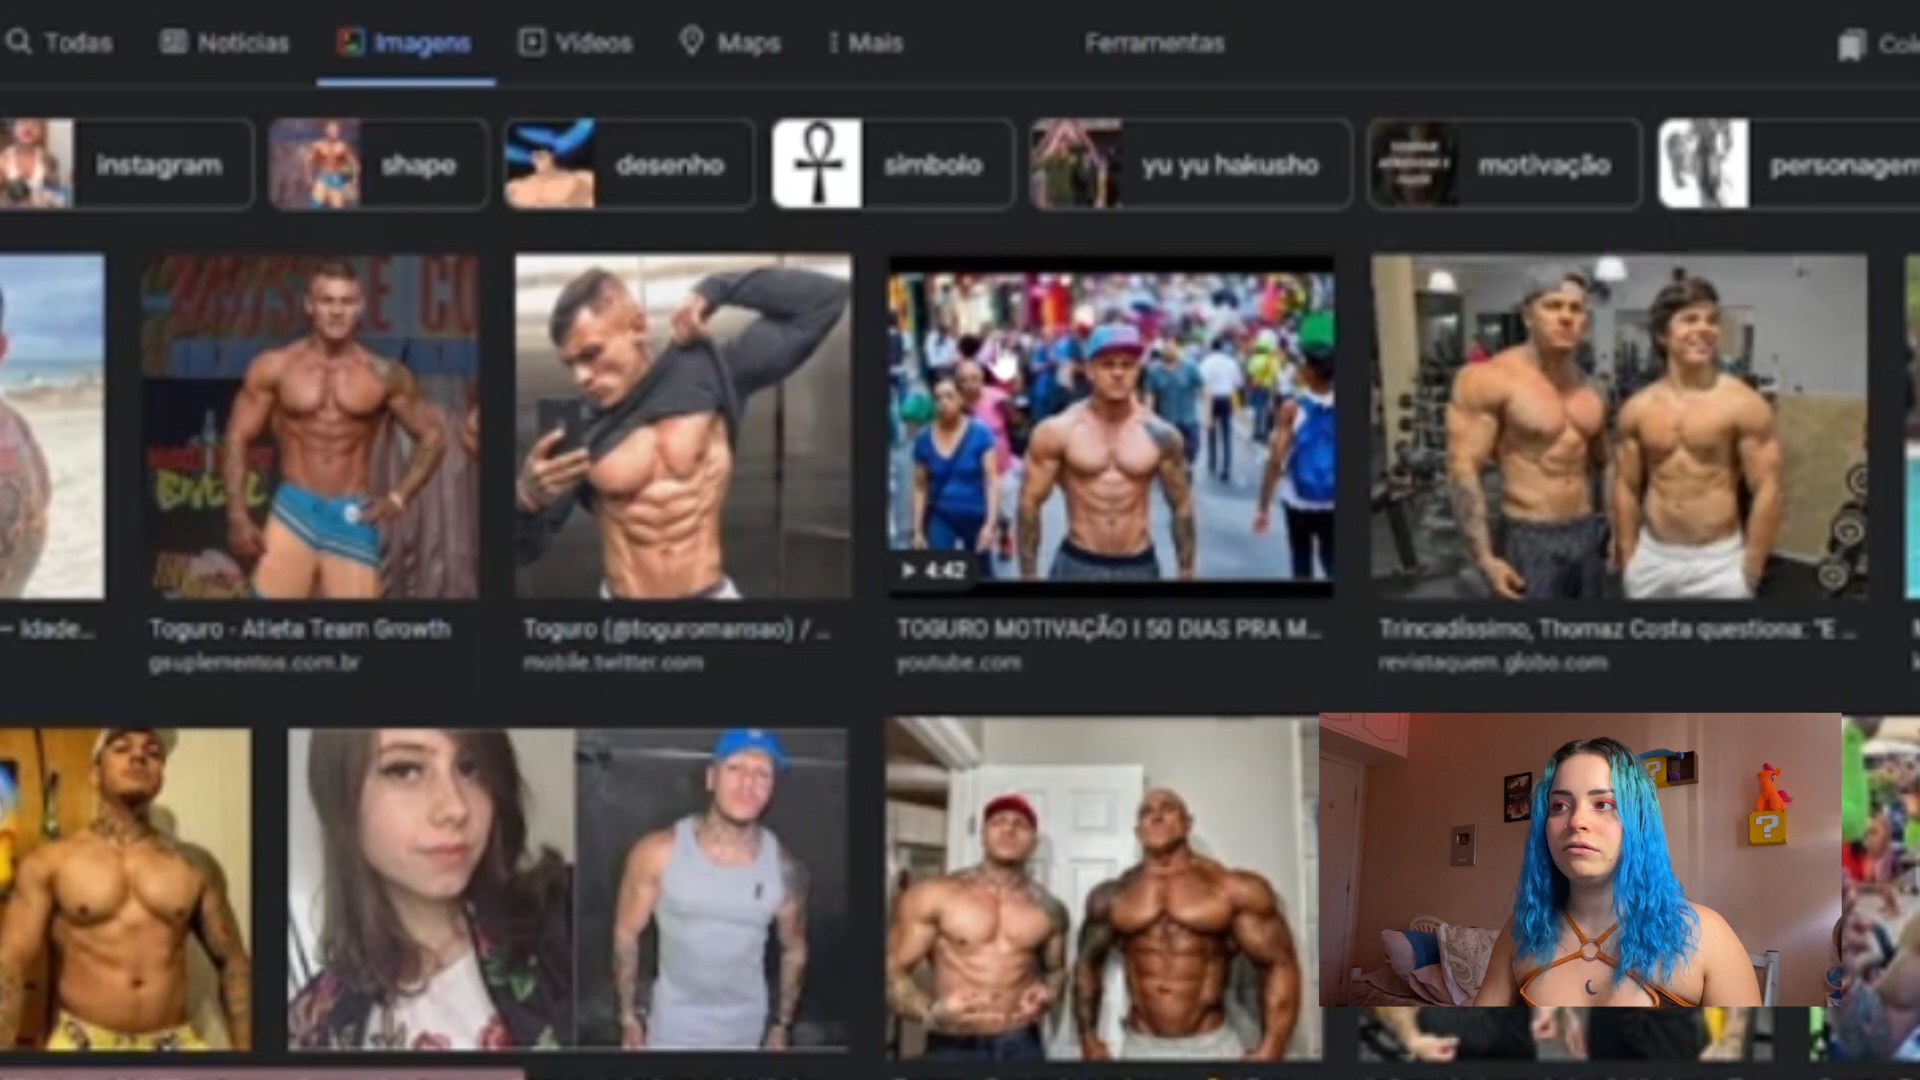 Todas
Notícias
Imagens
Vídeos
Maps
Mais
Ferramentas
instagram
shape
desenho
símbolo
yu yu hakusho
motivação
personagem
4:42
– Idade...
Toguro - Atleta Team Growth
Toguro (@toguromansao) / ...
TOGURO MOTIVAÇÃO I 50 DIAS PRA M...
Trincadíssimo, Thomaz Costa questiona: "E ...
gsuplementos.com.br
mobile.twitter.com
youtube.com
revistaquem.globo.com
?
?